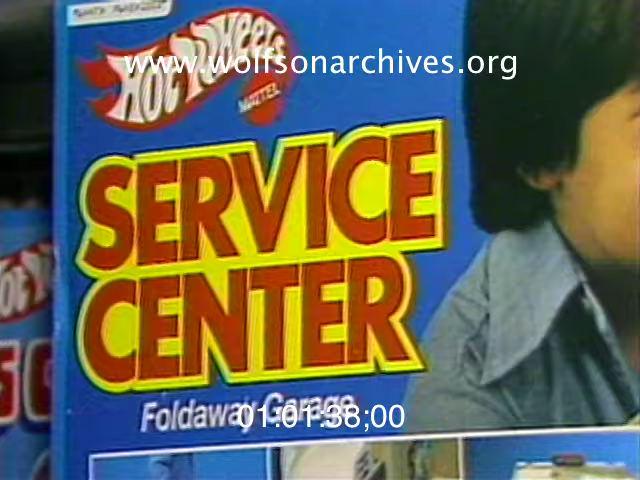 www.wolfsonarchives.org
HOT WHEELS
MATTEL
SERVICE
CENTER
Foldaway Garage
01:01:38;00